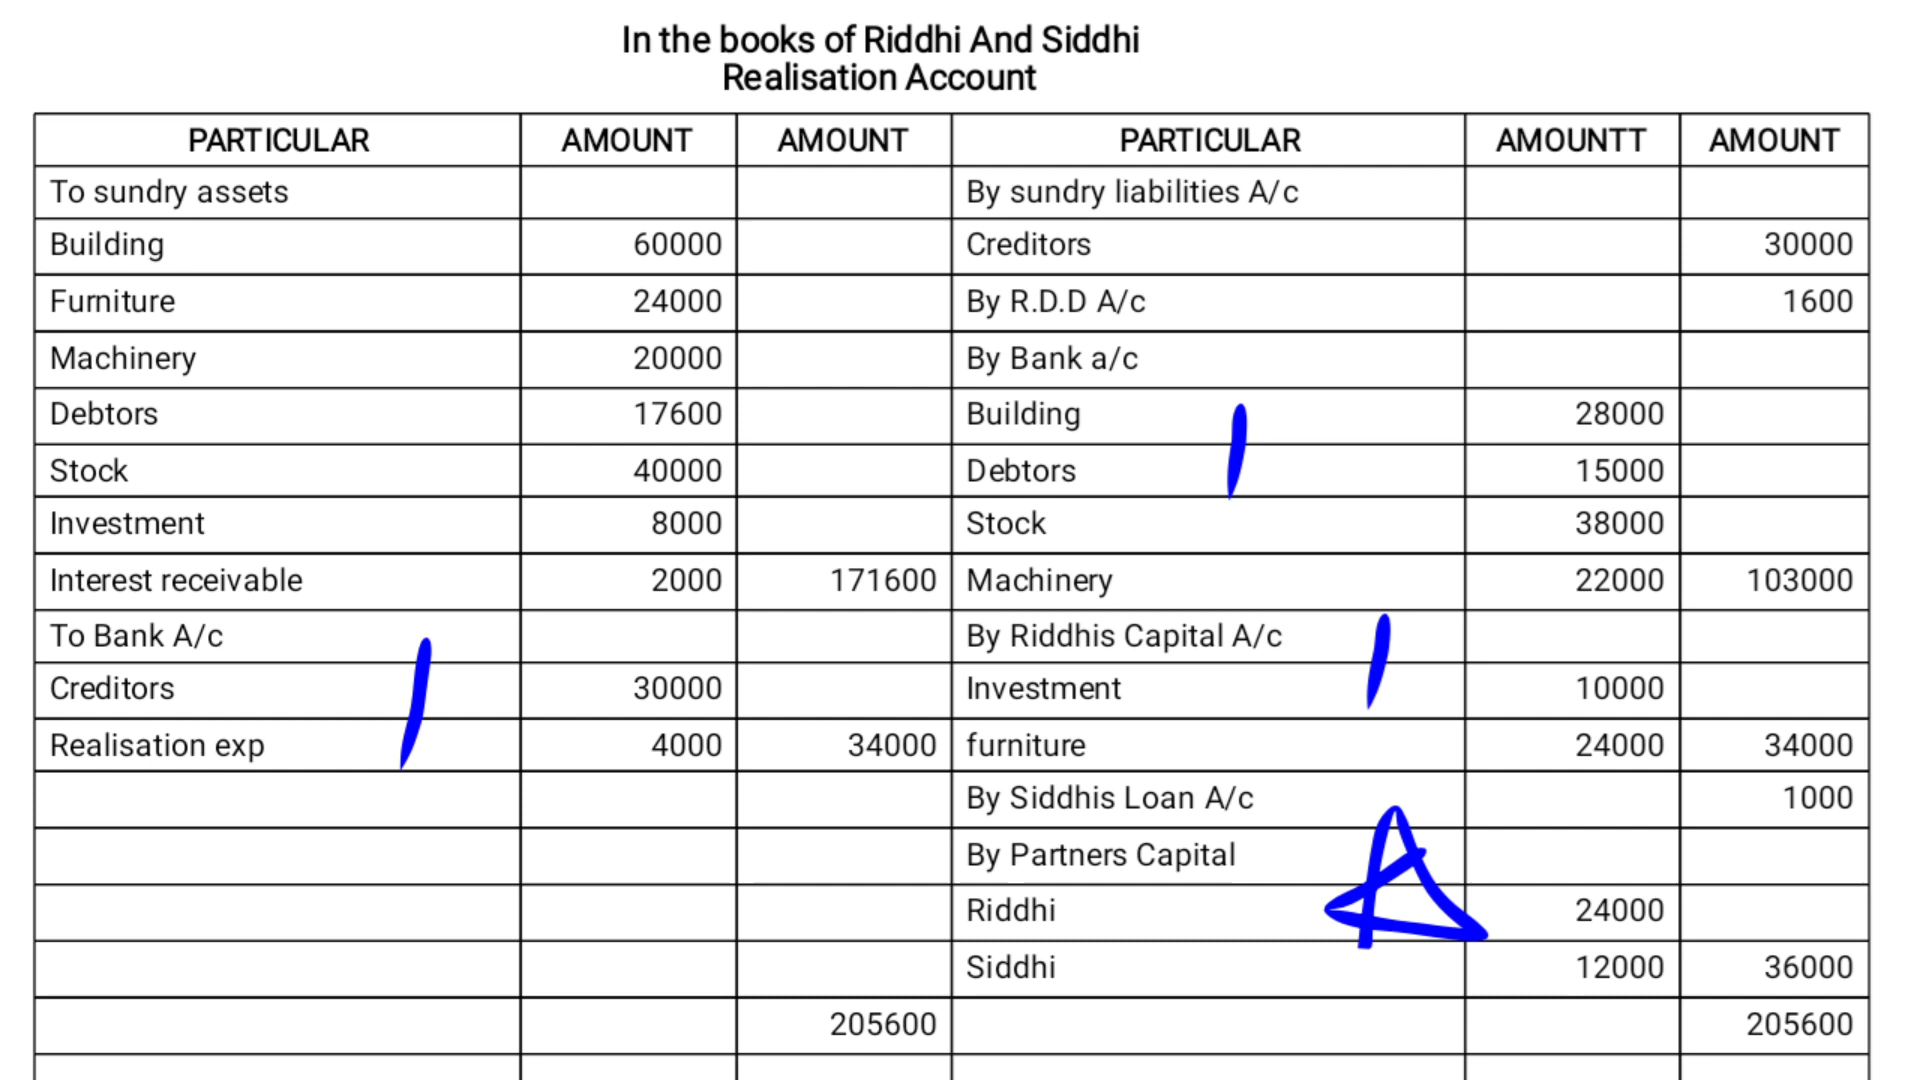 In the books of Riddhi And Siddhi
Realisation Account
PARTICULAR AMOUNT AMOUNT PARTICULAR AMOUNTT AMOUNT
To sundry assets By sundry liabilities A/c
Building 60000 Creditors 30000
Furniture 24000 By R.D.D A/c 1600
Machinery 20000 By Bank a/c
Debtors 17600 Building 28000
Stock 40000 Debtors 15000
Investment 8000 Stock 38000
Interest receivable 2000 171600 Machinery 22000 103000
To Bank A/c By Riddhis Capital A/c
Creditors 30000 Investment 10000
Realisation exp 4000 34000 furniture 24000 34000
By Siddhis Loan A/c 1000
By Partners Capital
Riddhi 24000
Siddhi 12000 36000
205600 205600